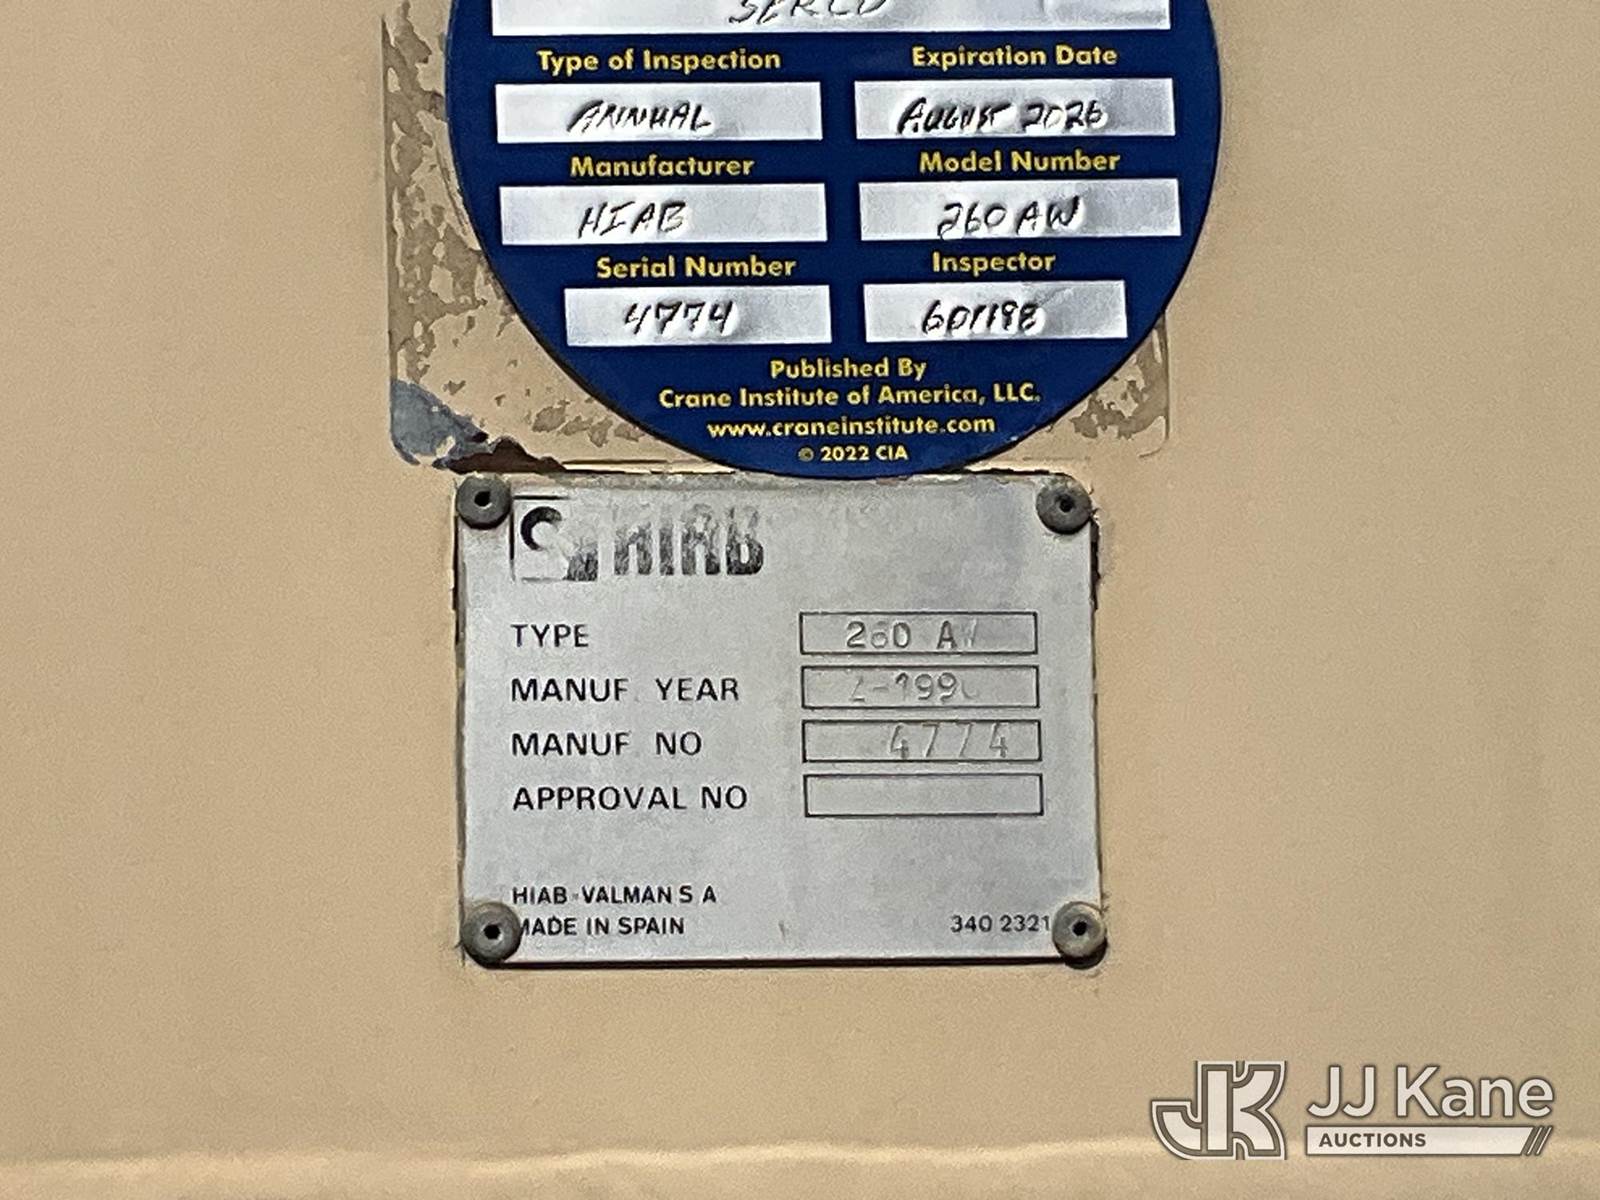 Type of Inspection
Expiration Date
ANNUAL
AUGUST 2026
Manufacturer
Model Number
HIAB
260 AW
Serial Number
Inspector
4774
601198
Published By
Crane Institute of America, LLC.
www.craneinstitute.com
© 2022 CIA
HIAB
TYPE 260 AW
MANUF. YEAR
MANUF NO 4774
APPROVAL NO
HIAB-VALMAN S A
MADE IN SPAIN
340 2321
JJ Kane
AUCTIONS